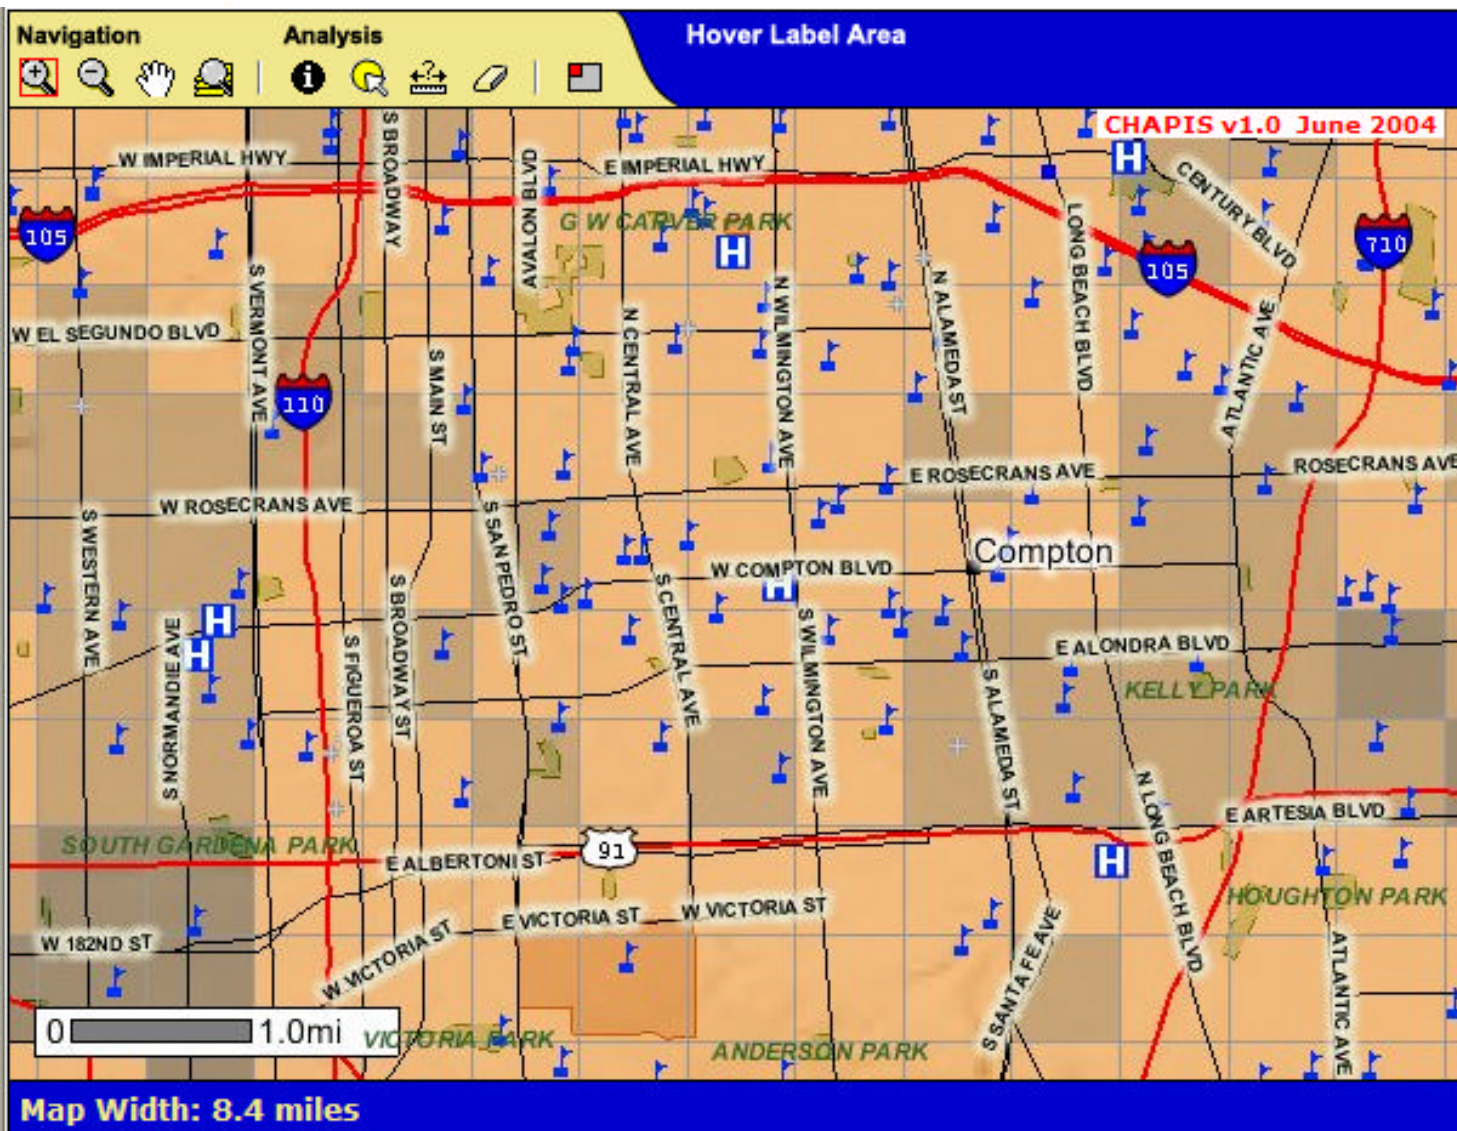 Navigation Analysis Hover Label Area
CHAPIS v1.0 June 2004
W IMPERIAL HWY
S BROADWAY
AVALON BLVD
E IMPERIAL HWY
H
CENTURY BLVD
105
G W CARVER PARK
H
LONG BEACH BLVD
105
710
S VERMONT AVE
N WILMINGTON AVE
N ALAMEDA ST
W EL SEGUNDO BLVD
N CENTRAL AVE
ATLANTIC AVE
S MAIN ST
110
E ROSECRANS AVE
ROSECRANS AVE
W ROSECRANS AVE
S WESTERN AVE
S SAN PEDRO ST
Compton
W COMPTON BLVD
H
S BROADWAY ST
S CENTRAL AVE
H
H
S NORMANDIE AVE
S FIGUEROA ST
S WILMINGTON AVE
E ALONDRA BLVD
S ALAMEDA ST
KELLY PARK
N LONG BEACH BLVD
E ARTESIA BLVD
SOUTH GARDENA PARK
E ALBERTONI ST
91
H
HOUGHTON PARK
W 182ND ST
W VICTORIA ST
E VICTORIA ST
W VICTORIA ST
S SANTA FE AVE
ATLANTIC AVE
0 1.0mi
VICTORIA PARK
ANDERSON PARK
Map Width: 8.4 miles